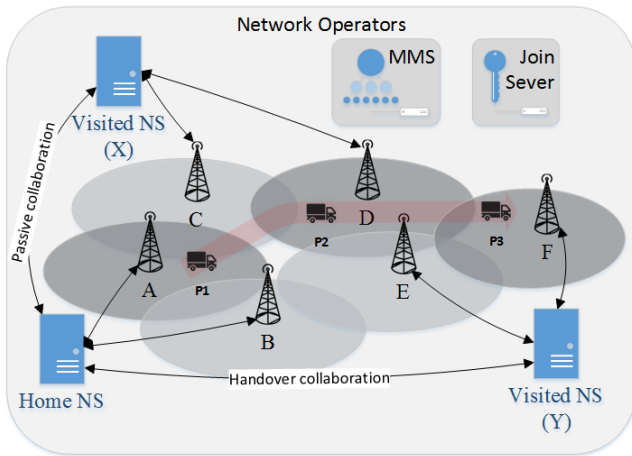 Network Operators
MMS
Join
Sever
Visited NS
(X)
Passive collaboration
C
D
P2
P3
F
A
P1
E
B
Handover collaboration
Home NS
Visited NS
(Y)